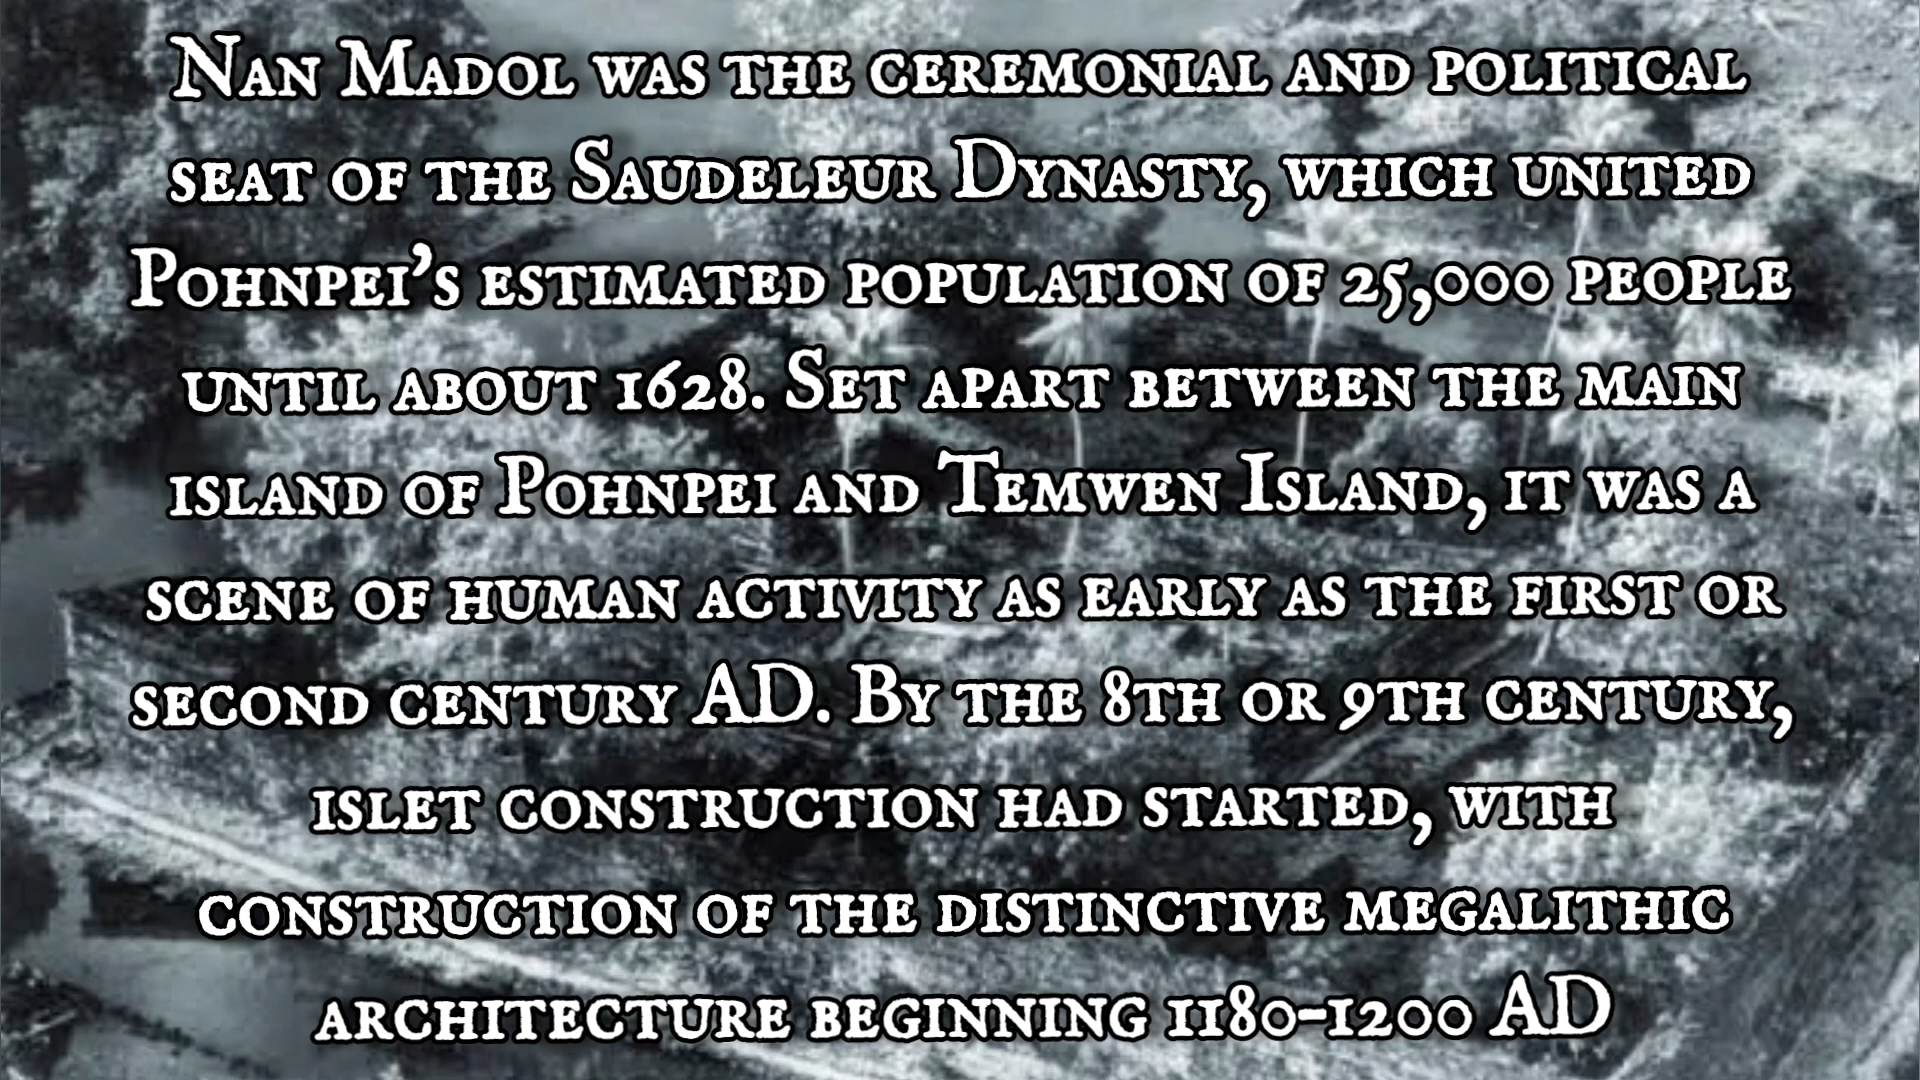 Nan Madol was the ceremonial and political
seat of the Saudeleur Dynasty, which united
Pohnpei's estimated population of 25,000 people
until about 1628. Set apart between the main
island of Pohnpei and Temwen Island, it was a
scene of human activity as early as the first or
second century AD. By the 8th or 9th century,
islet construction had started, with
construction of the distinctive megalithic
architecture beginning 1180-1200 AD